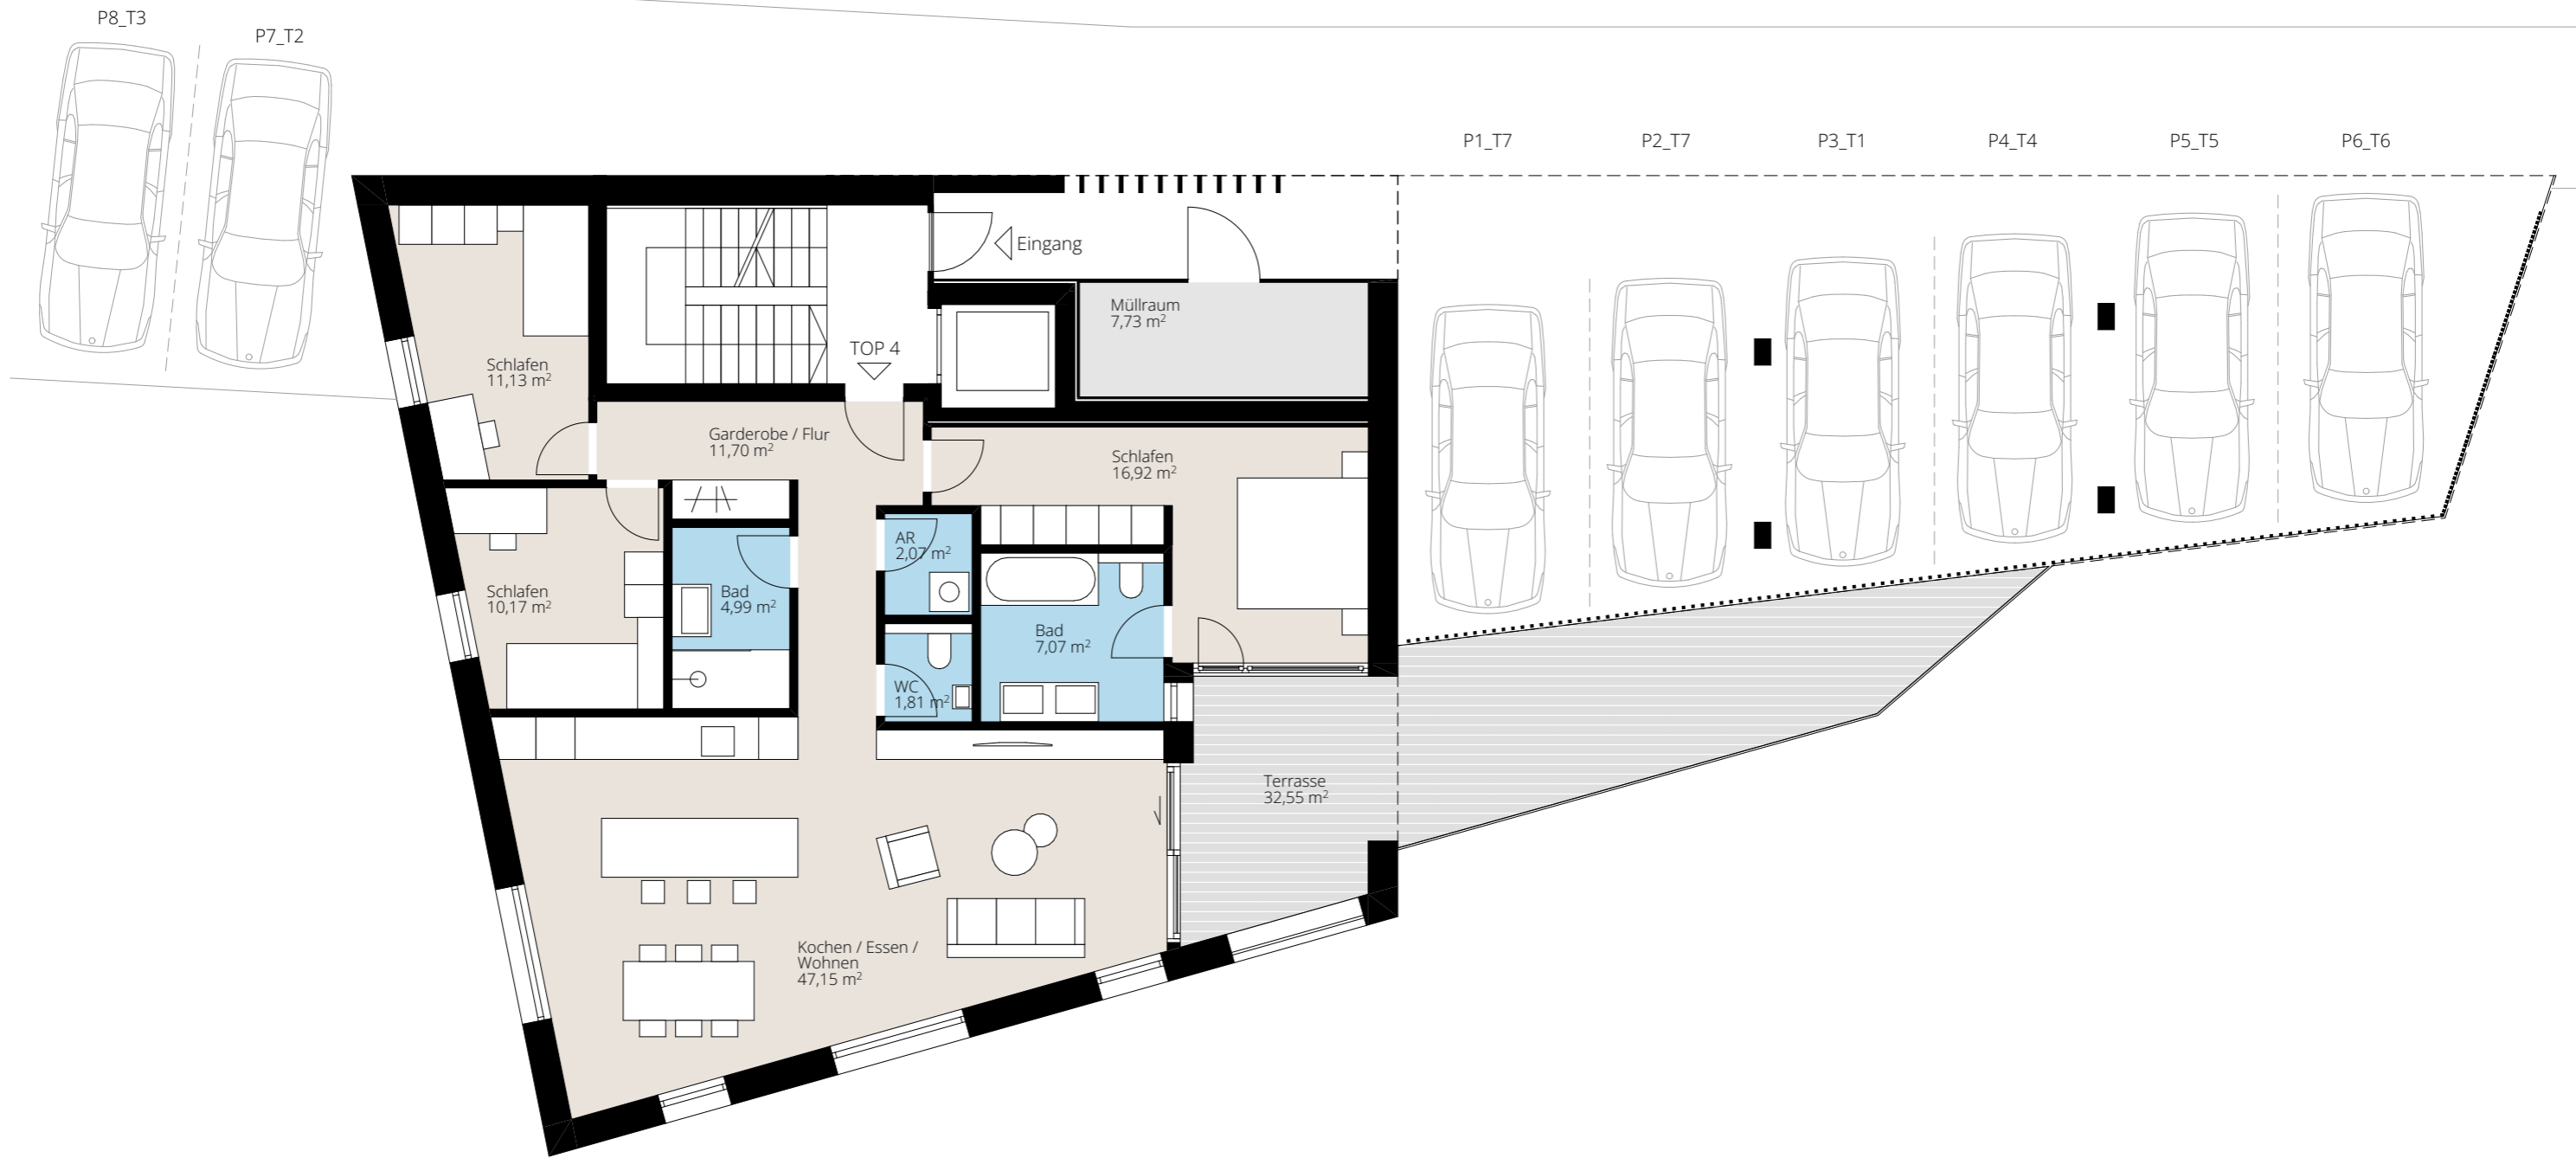 P8_T3
P7_T2
P1_T7
P2_T7
P3_T1
P4_T4
P5_T5
P6_T6
Eingang
Müllraum
7,73 m²
TOP 4
Schlafen
11,13 m²
Garderobe / Flur
11,70 m²
Schlafen
16,92 m²
AR
2,07 m²
Schlafen
10,17 m²
Bad
4,99 m²
Bad
7,07 m²
WC
1,81 m²
Terrasse
32,55 m²
Kochen / Essen /
Wohnen
47,15 m²